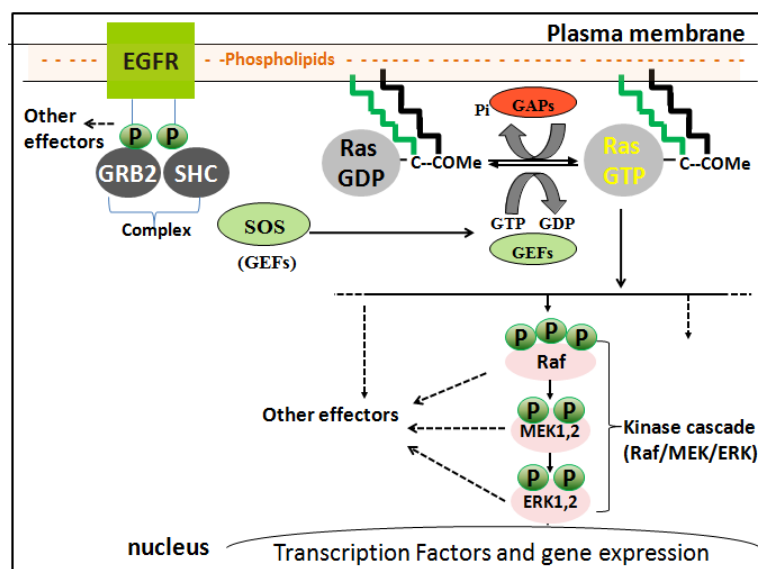 Plasma membrane
EGFR
Phospholipids
Other
effectors
P P
GRB2 SHC
Complex
SOS
(GEFs)
Ras
GDP
C--COMe
Pi
GAPs
GTP GDP
GEFs
Ras
GTP
C--COMe
P P P
Raf
P P
MEK1,2
P P
ERK1,2
Other effectors
Kinase cascade
(Raf/MEK/ERK)
nucleus
Transcription Factors and gene expression